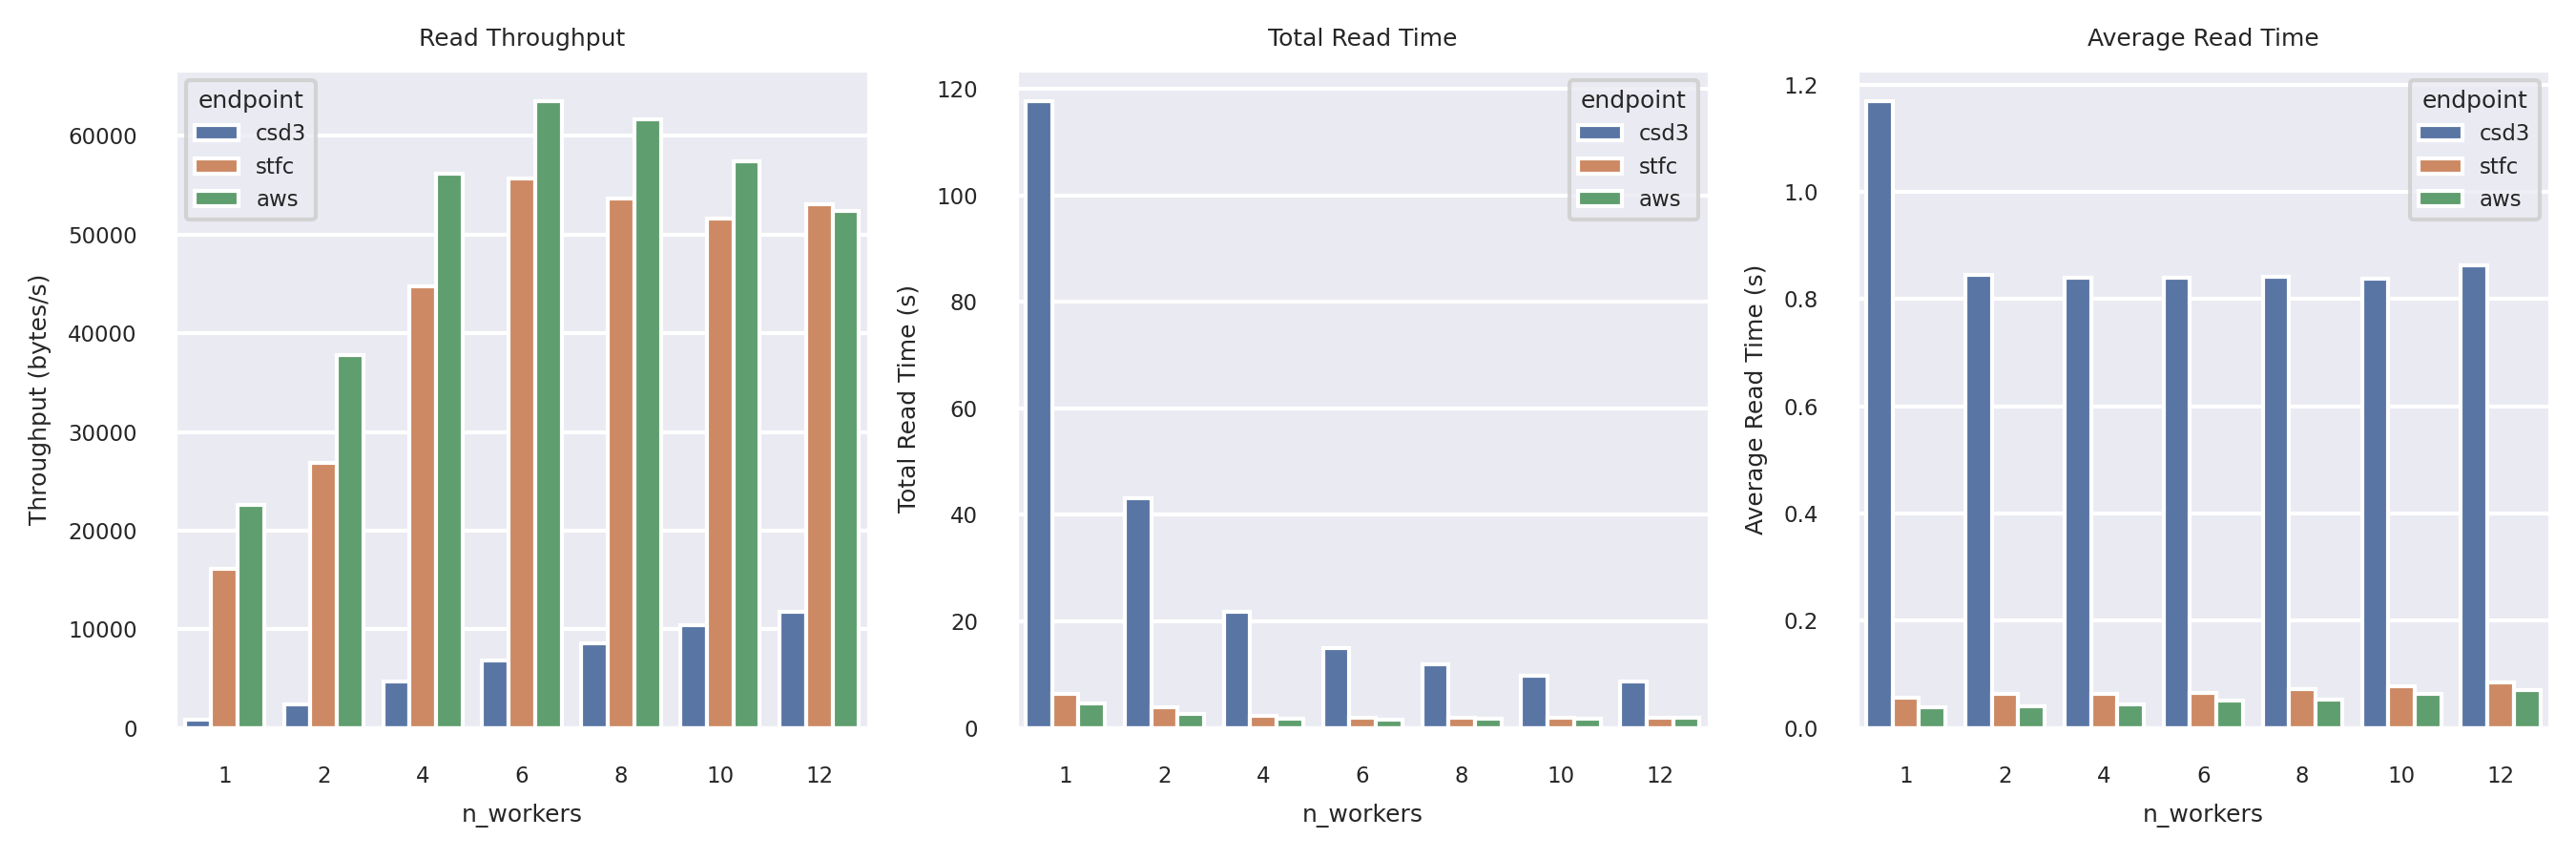 Read Throughput
endpoint
csd3
stfc
aws
Throughput (bytes/s)
60000
50000
40000
30000
20000
10000
0
1 2 4 6 8 10 12
n_workers
Total Read Time
endpoint
csd3
stfc
aws
Total Read Time (s)
120
100
80
60
40
20
0
1 2 4 6 8 10 12
n_workers
Average Read Time
endpoint
csd3
stfc
aws
Average Read Time (s)
1.2
1.0
0.8
0.6
0.4
0.2
0.0
1 2 4 6 8 10 12
n_workers